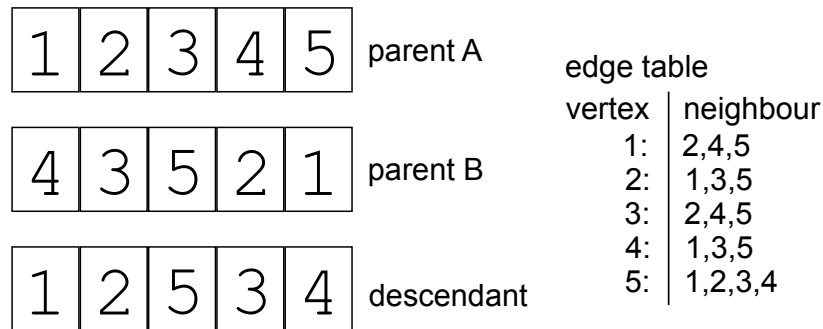 1 2 3 4 5 parent A
4 3 5 2 1 parent B
1 2 5 3 4 descendant
edge table
vertex neighbour
1: 2,4,5
2: 1,3,5
3: 2,4,5
4: 1,3,5
5: 1,2,3,4